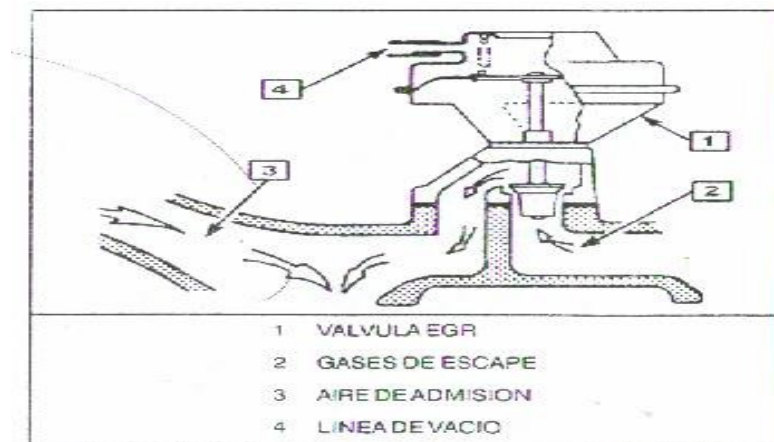 4
1
3
2
1 VALVULA EGR
2 GASES DE ESCAPE
3 AIRE DE ADMISION
4 LINEA DE VACIO